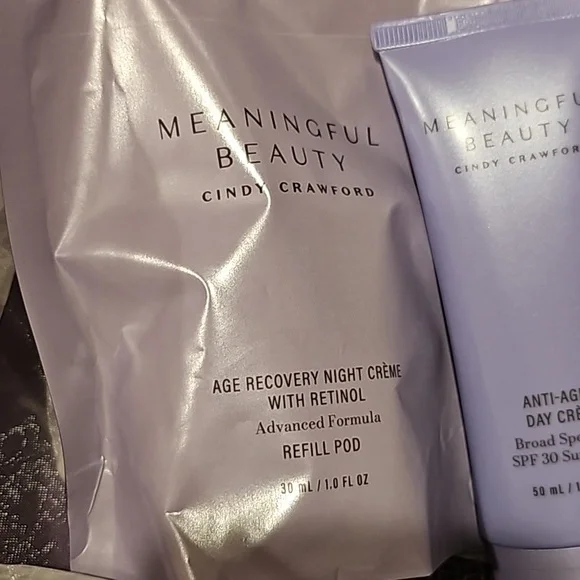 MEANINGFUL
BEAUTY
CINDY CRAWFORD
AGE RECOVERY NIGHT CRÈME
WITH RETINOL
Advanced Formula
REFILL POD
30 mL / 1.0 FL OZ
MEANINGFU
BEAUTY
CINDY CRAWFOR
ANTI-AG
DAY CRÈ
Broad Spe
SPF 30 Su
50 mL / 1